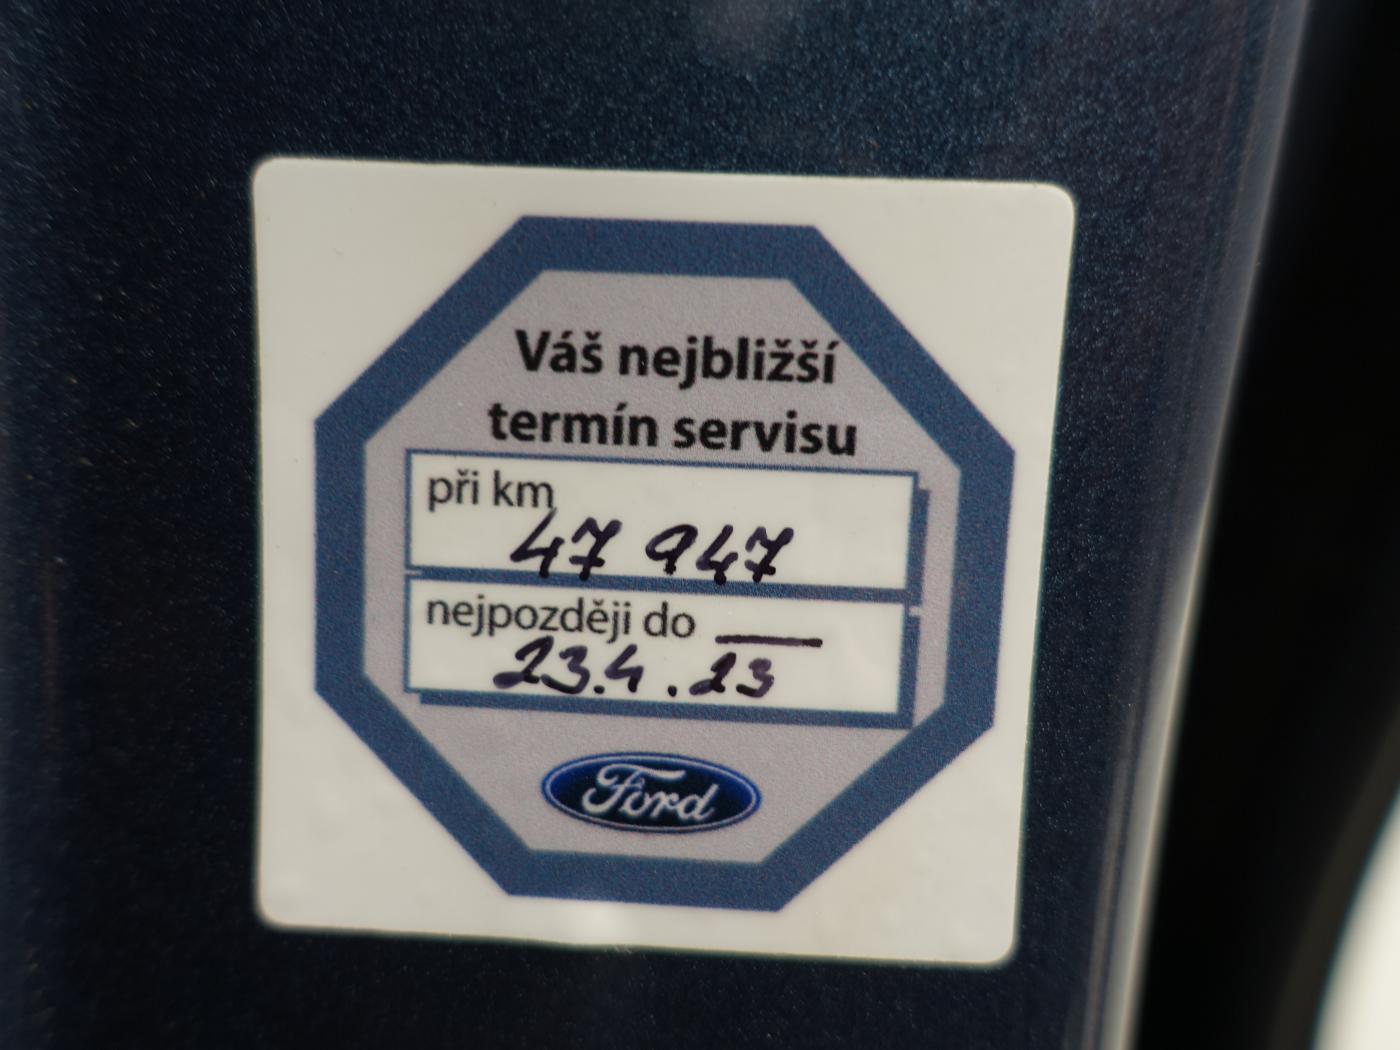 Váš nejbližší
termín servisu
při km
47 947
nejpozději do
23.4.23
Ford